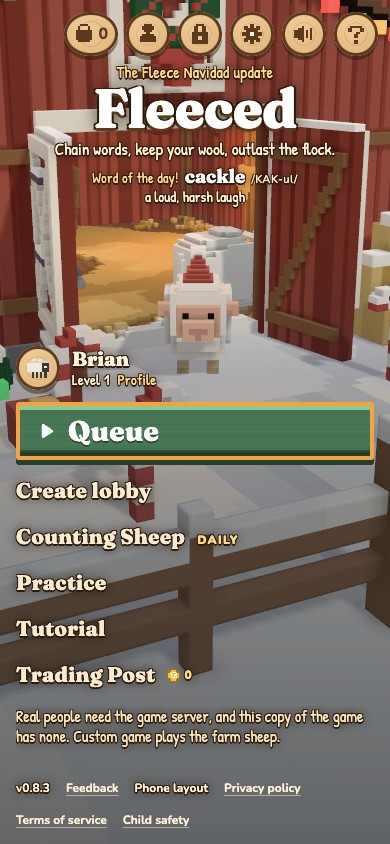 0
The Fleece Navidad update
Fleeced
Chain words, keep your wool, outlast the flock.
Word of the day! cackle /KAK-ul/
a loud, harsh laugh
Brian
Level 1 Profile
Queue
Create lobby
Counting Sheep DAILY
Practice
Tutorial
Trading Post 0
Real people need the game server, and this copy of the game
has none. Custom game plays the farm sheep.
v0.8.3 Feedback Phone layout Privacy policy
Terms of service Child safety